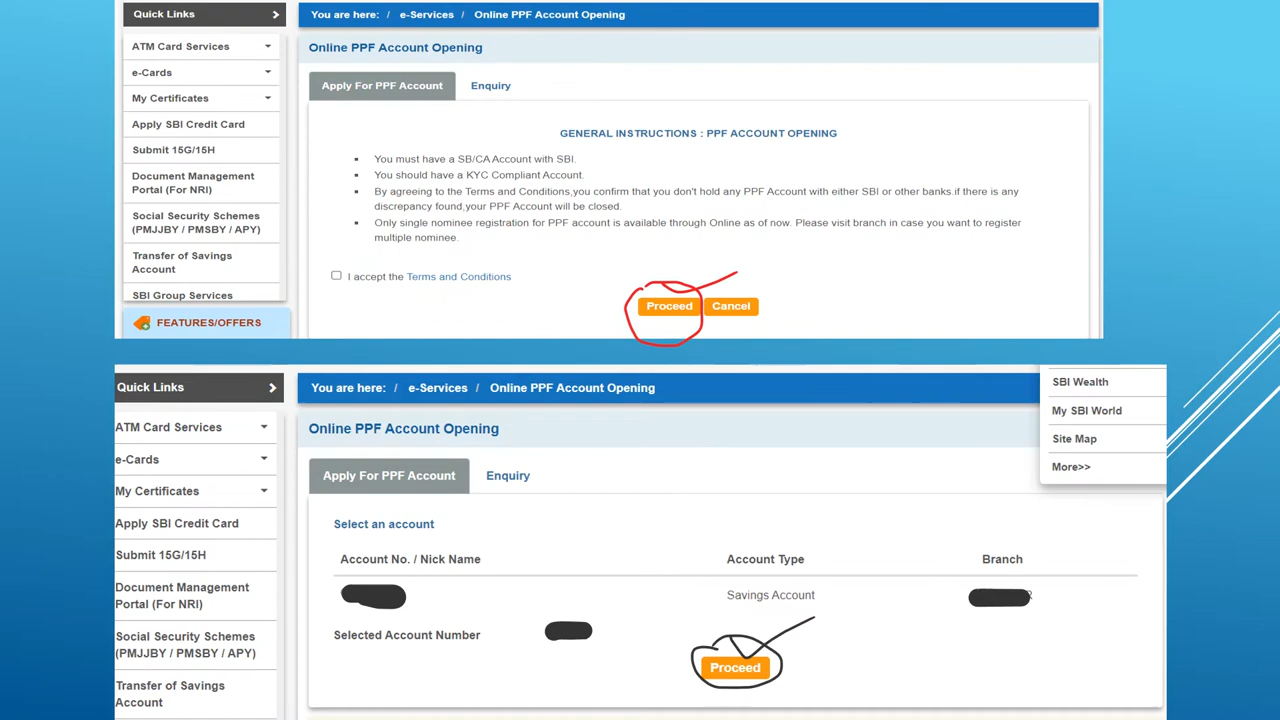 Quick Links
ATM Card Services
e-Cards
My Certificates
Apply SBI Credit Card
Submit 15G/15H
Document Management
Portal (For NRI)
Social Security Schemes
(PMJJBY / PMSBY / APY)
Transfer of Savings
Account
SBI Group Services
FEATURES/OFFERS
You are here: / e-Services / Online PPF Account Opening
Online PPF Account Opening
Apply For PPF Account Enquiry
GENERAL INSTRUCTIONS : PPF ACCOUNT OPENING
You must have a SB/CA Account with SBI.
You should have a KYC Compliant Account.
By agreeing to the Terms and Conditions,you confirm that you don't hold any PPF Account with either SBI or other banks.if there is any
discrepancy found,your PPF Account will be closed.
Only single nominee registration for PPF account is available through Online as of now. Please visit branch in case you want to register
multiple nominee.
I accept the Terms and Conditions
Proceed Cancel
Quick Links
ATM Card Services
e-Cards
My Certificates
Apply SBI Credit Card
Submit 15G/15H
Document Management
Portal (For NRI)
Social Security Schemes
(PMJJBY / PMSBY / APY)
Transfer of Savings
Account
You are here: / e-Services / Online PPF Account Opening
SBI Wealth
My SBI World
Site Map
More>>
Online PPF Account Opening
Apply For PPF Account Enquiry
Select an account
Account No. / Nick Name Account Type Branch
Savings Account
Selected Account Number
Proceed